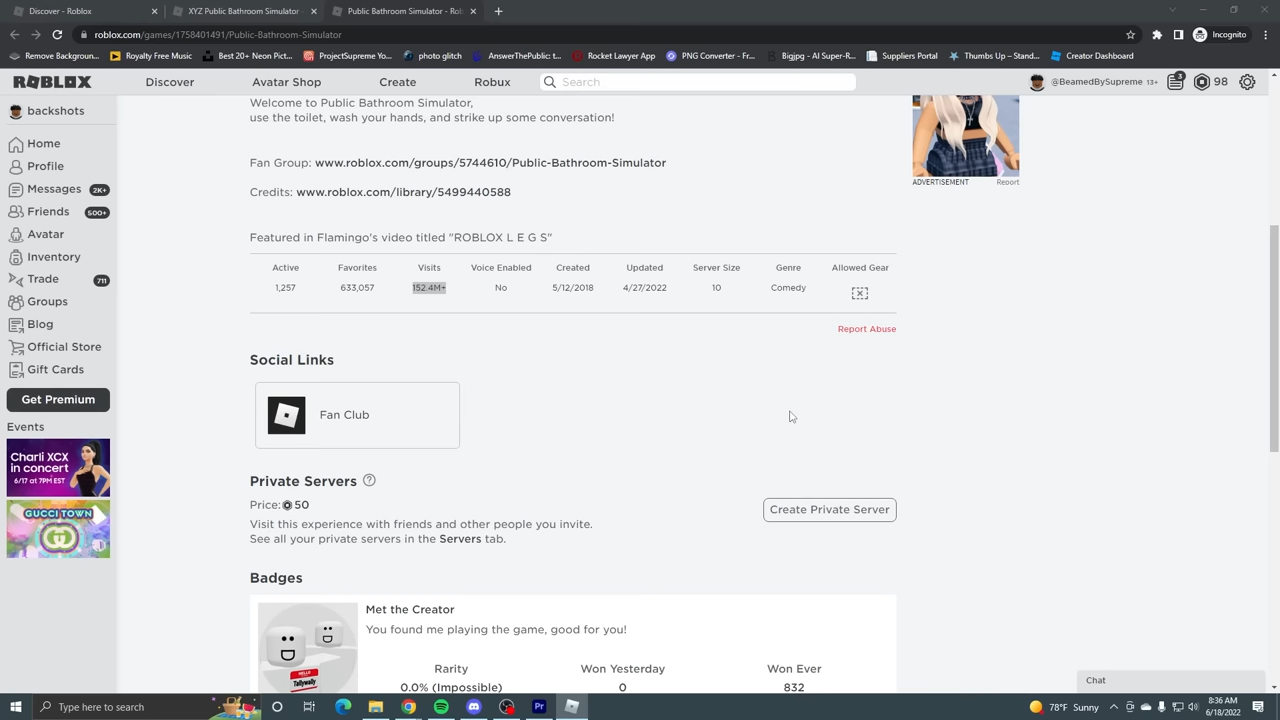 Discover - Roblox
XYZ Public Bathroom Simulator
Public Bathroom Simulator - Rob
Incognito
roblox.com/games/1758401491/Public-Bathroom-Simulator
Remove Backgroun...
Royalty Free Music
Best 20+ Neon Pict...
ProjectSupreme Yo...
photo glitch
AnswerThePublic t...
Rocket Lawyer App
PNG Converter - Fr...
Bigjpg - AI Super-R...
Suppliers Portal
Thumbs Up – Stand...
Creator Dashboard
ROBLOX
Discover
Avatar Shop
Create
Robux
Search
@BeamedBySupreme 13+
3
98
backshots
Home
Profile
Messages 2K+
Friends 500+
Avatar
Inventory
Trade 711
Groups
Blog
Official Store
Gift Cards
Get Premium
Events
Charli XCX
in concert
6/17 at 7PM EST
GUCCI TOWN
Welcome to Public Bathroom Simulator,
use the toilet, wash your hands, and strike up some conversation!
Fan Group: www.roblox.com/groups/5744610/Public-Bathroom-Simulator
Credits: www.roblox.com/library/5499440588
Featured in Flamingo's video titled "ROBLOX L E G S"
Active Favorites Visits Voice Enabled Created Updated Server Size Genre Allowed Gear
1,257 633,057 152.4M+ No 5/12/2018 4/27/2022 10 Comedy
Report Abuse
Social Links
Fan Club
Private Servers
Price: 50
Create Private Server
Visit this experience with friends and other people you invite.
See all your private servers in the Servers tab.
Badges
Met the Creator
You found me playing the game, good for you!
Rarity Won Yesterday Won Ever
0.0% (Impossible) 0 832
HELLO
Tallywally
ADVERTISEMENT Report
Chat
Type here to search
Pr
78°F Sunny
8:36 AM
6/18/2022